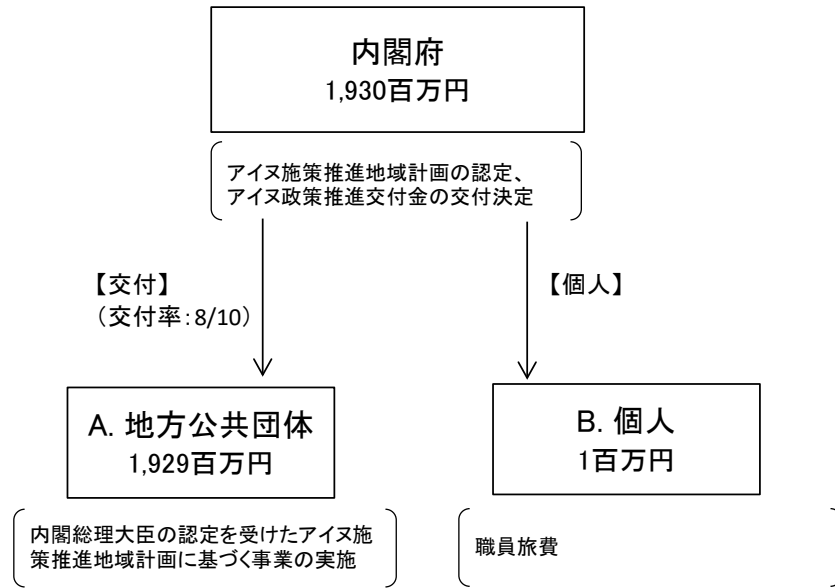 内閣府
1,930百万円
アイヌ施策推進地域計画の認定、
アイヌ政策推進交付金の交付決定
【交付】
（交付率：8/10）
【個人】
A. 地方公共団体
1,929百万円
B. 個人
1百万円
内閣総理大臣の認定を受けたアイヌ施
策推進地域計画に基づく事業の実施
職員旅費